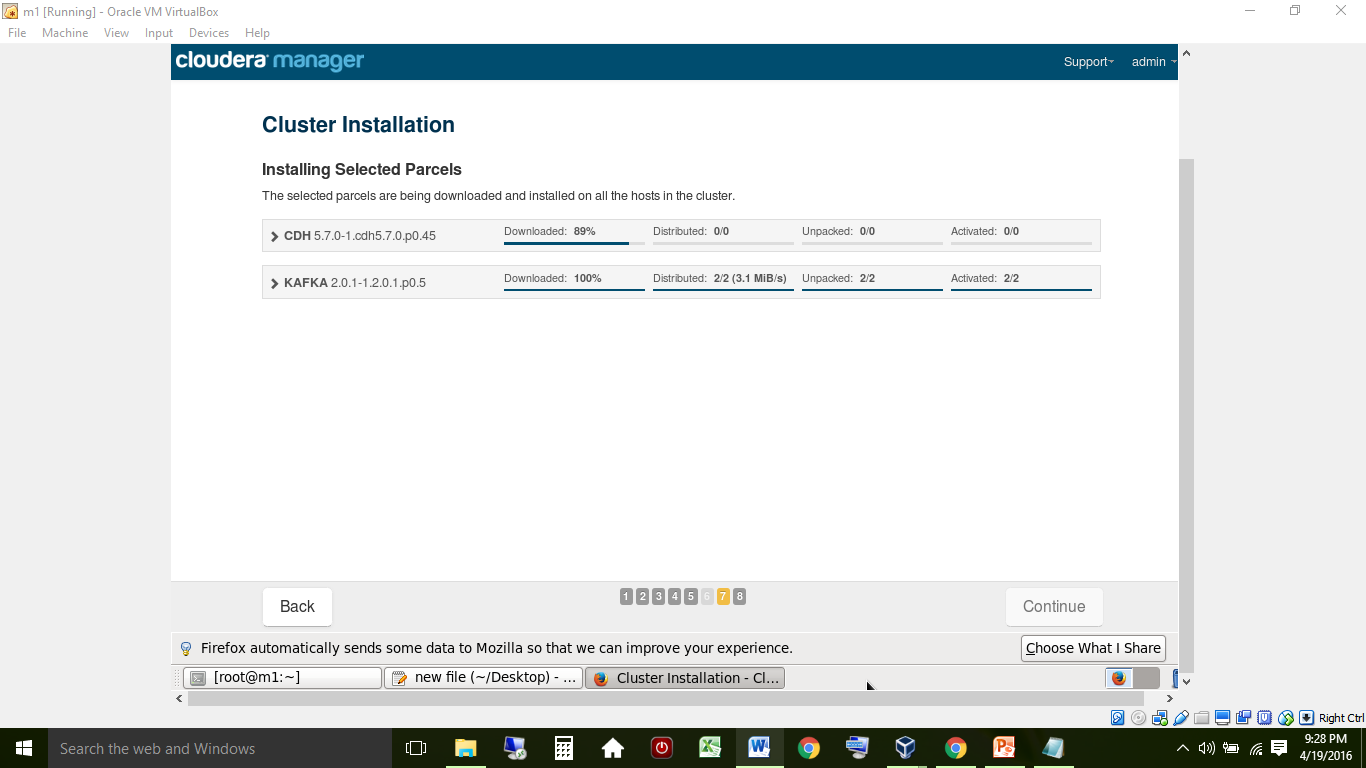 m1 [Running] - Oracle VM VirtualBox
File Machine View Input Devices Help
cloudera manager
Support admin
Cluster Installation
Installing Selected Parcels
The selected parcels are being downloaded and installed on all the hosts in the cluster.
CDH 5.7.0-1.cdh5.7.0.p0.45 Downloaded: 89% Distributed: 0/0 Unpacked: 0/0 Activated: 0/0
KAFKA 2.0.1-1.2.0.1.p0.5 Downloaded: 100% Distributed: 2/2 (3.1 MiB/s) Unpacked: 2/2 Activated: 2/2
Back 1 2 3 4 5 6 7 8 Continue
Firefox automatically sends some data to Mozilla so that we can improve your experience. Choose What I Share
[root@m1:~] new file (~/Desktop) - ... Cluster Installation - Cl...
Right Ctrl
Search the web and Windows
9:28 PM
4/19/2016